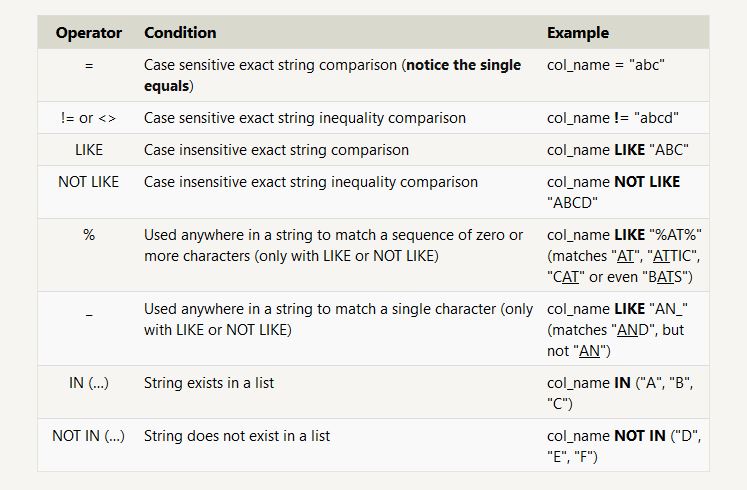 Operator Condition Example
= Case sensitive exact string comparison (notice the single equals) col_name = "abc"
!= or <> Case sensitive exact string inequality comparison col_name != "abcd"
LIKE Case insensitive exact string comparison col_name LIKE "ABC"
NOT LIKE Case insensitive exact string inequality comparison col_name NOT LIKE "ABCD"
% Used anywhere in a string to match a sequence of zero or more characters (only with LIKE or NOT LIKE) col_name LIKE "%AT%" (matches "AT", "ATTIC", "CAT" or even "BATS")
_ Used anywhere in a string to match a single character (only with LIKE or NOT LIKE) col_name LIKE "AN_" (matches "AND", but not "AN")
IN (…) String exists in a list col_name IN ("A", "B", "C")
NOT IN (…) String does not exist in a list col_name NOT IN ("D", "E", "F")